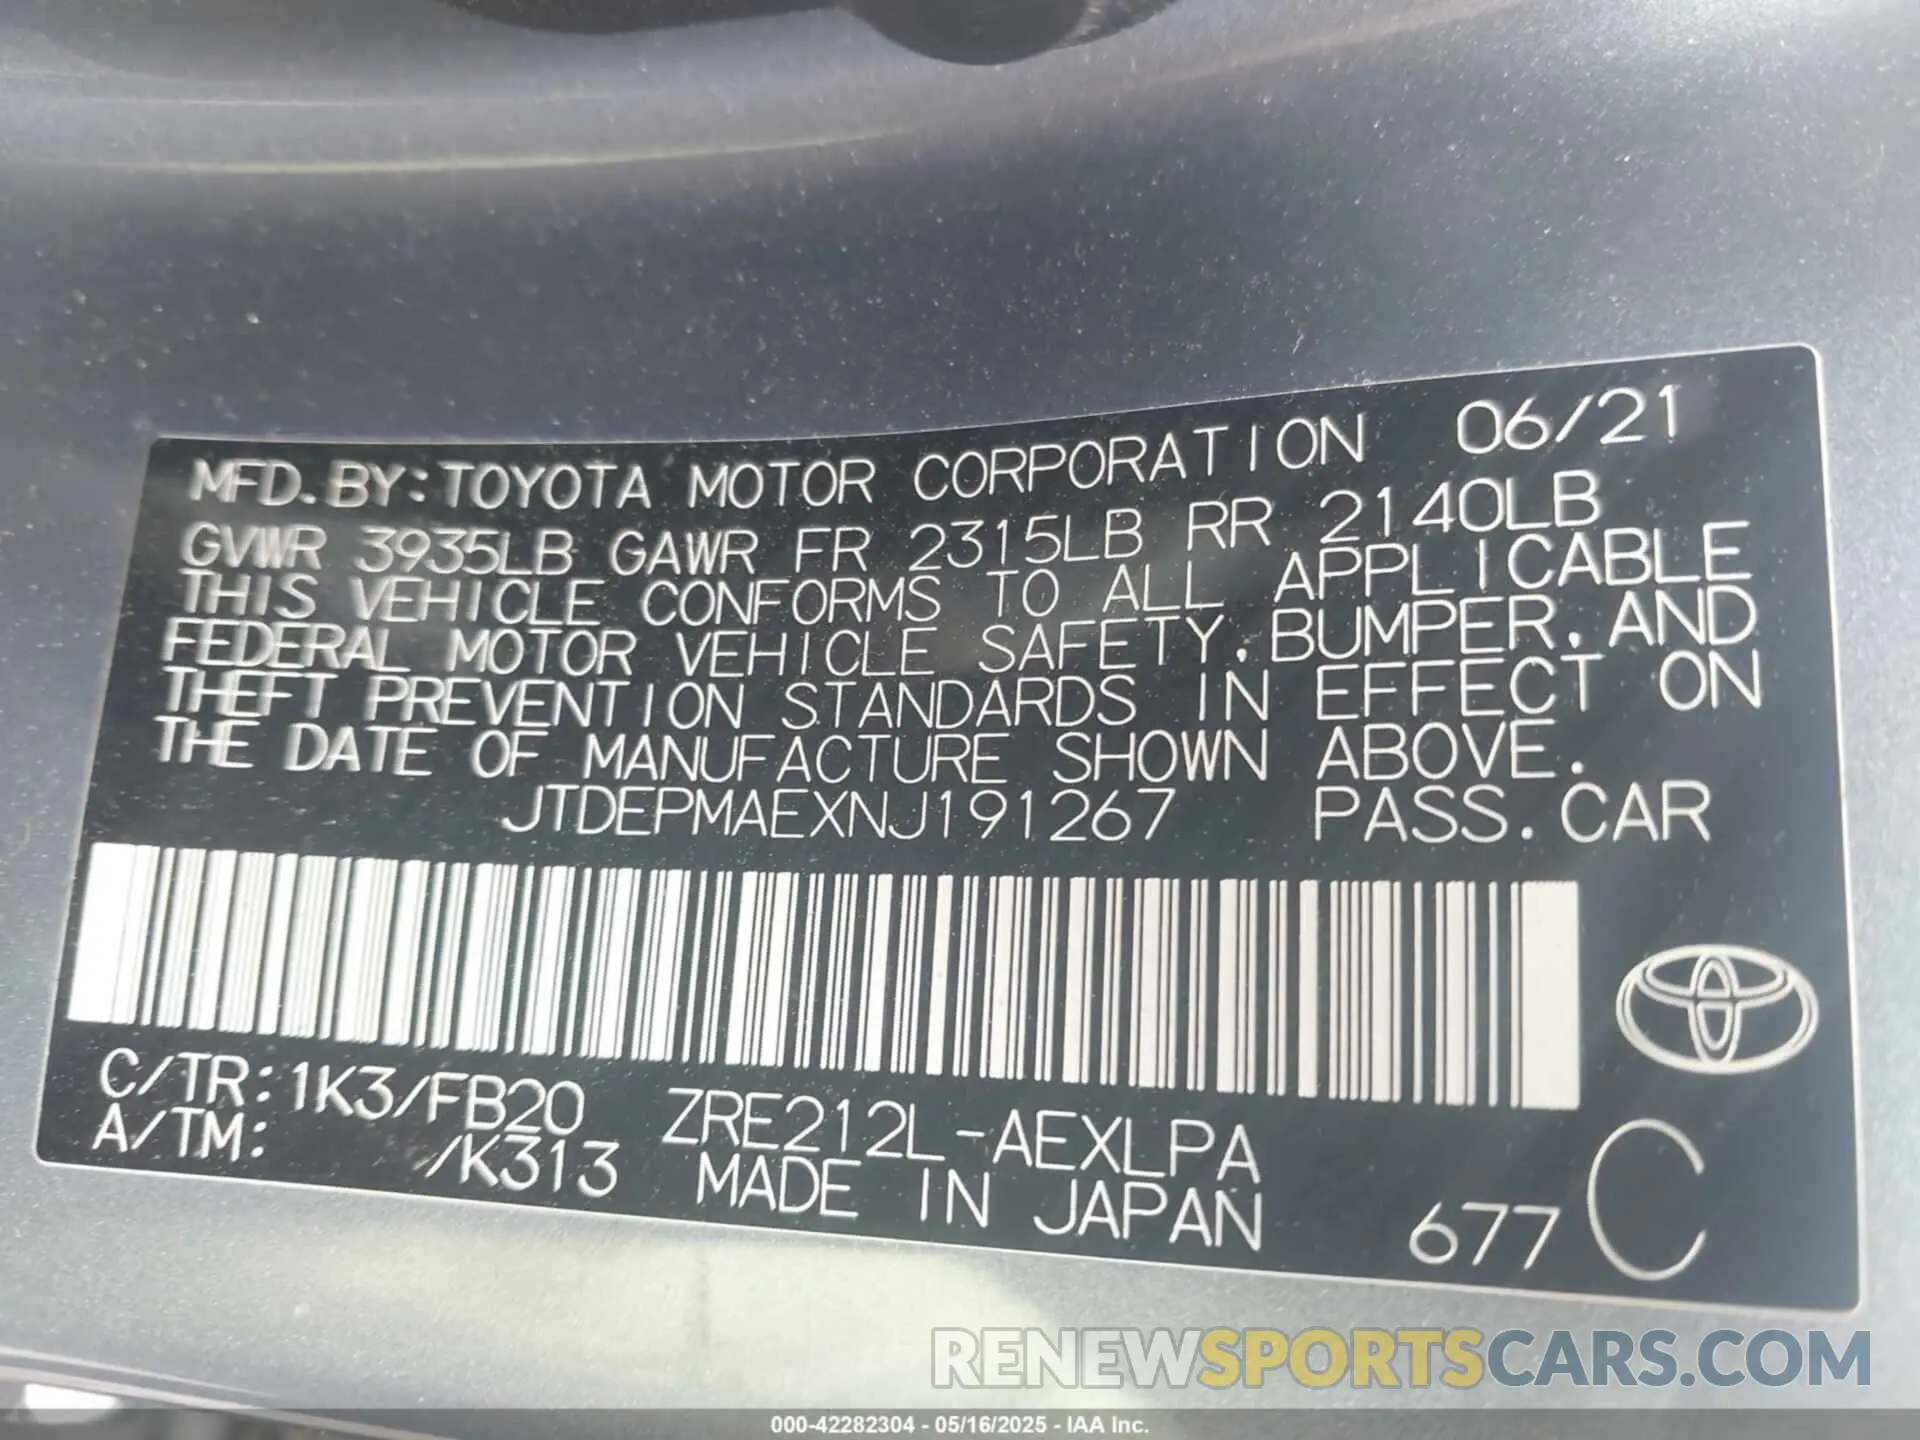 MFD. BY: TOYOTA MOTOR CORPORATION 06/21
GVWR 3935LB GAWR FR 2315LB RR 2140LB
THIS VEHICLE CONFORMS TO ALL APPLICABLE
FEDERAL MOTOR VEHICLE SAFETY, BUMPER, AND
THEFT PREVENTION STANDARDS IN EFFECT ON
THE DATE OF MANUFACTURE SHOWN ABOVE.
JTDEPMAEXNJ191267 PASS. CAR
C/TR: 1K3/FB20 ZRE212L-AEXLPA
A/TM: /K313 MADE IN JAPAN 677 C
RENEWSPORTSCARS.COM
000-42282304 - 05/16/2025 - IAA Inc.